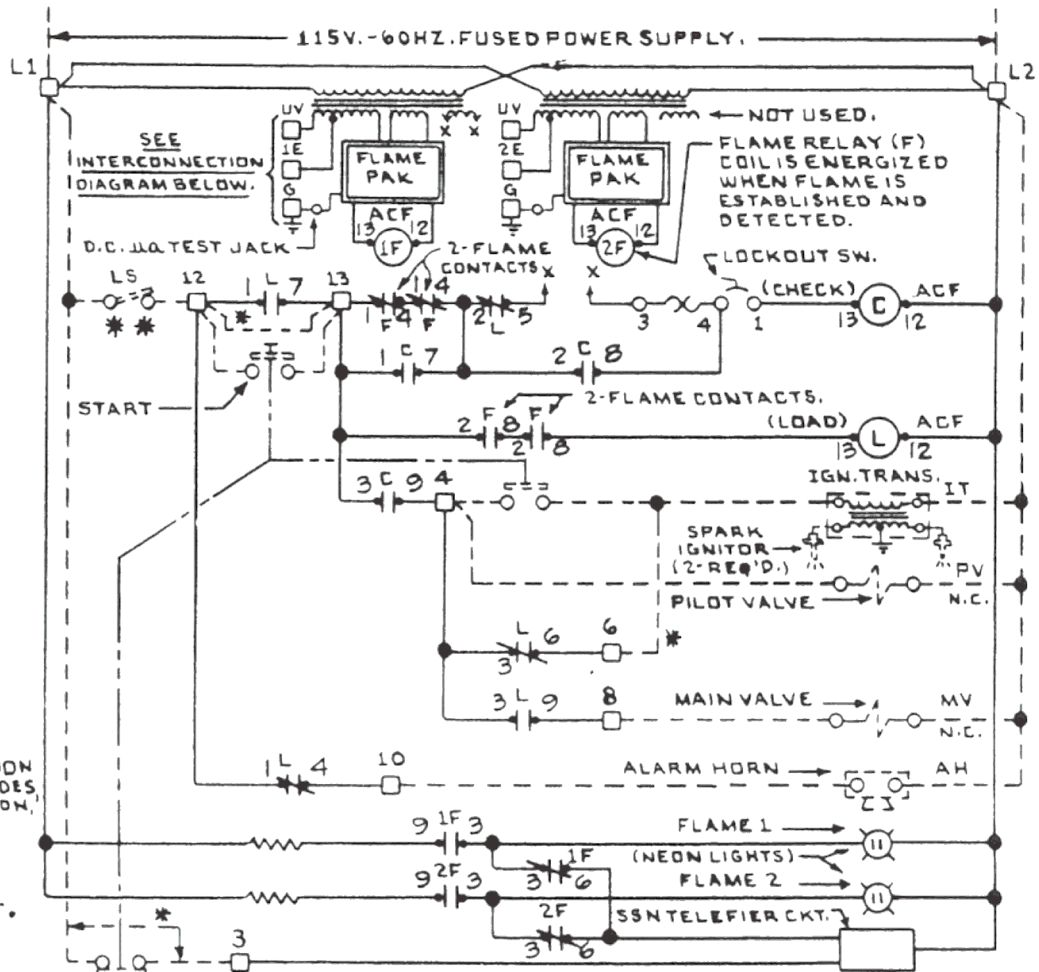 115V.-60HZ. FUSED POWER SUPPLY.
L1
L2
UV
UV
X X
NOT USED.
SEE
INTERCONNECTION
DIAGRAM BELOW.
1E
2E
FLAME
PAK
FLAME
PAK
FLAME RELAY (F)
COIL IS ENERGIZED
WHEN FLAME IS
ESTABLISHED AND
DETECTED.
G
G
ACF
13 1F 12
ACF
13 2F 12
D.C. µa TEST JACK
2-FLAME
CONTACTS
LOCKOUT SW.
LS
12
1 L 7
13
1 4
X
X
(CHECK)
C
ACF
* *
*
1 F 4 F
2 L 5
3
4
1
13
12
1 C 7
2 C 8
START
2-FLAME CONTACTS.
2 F 8 F
2 8
(LOAD)
L
ACF
13
12
3 C 9
4
IGN. TRANS.
IT
SPARK
IGNITOR
(2-REQ'D.)
PILOT VALVE
PV
N.C.
3 L 6
6
*
3 L 9
8
MAIN VALVE
MV
N.C.
1 L 4
10
ALARM HORN
AH
ON
DES
ON,
9 1F 3
FLAME 1
1F
3 6
(NEON LIGHTS)
9 2F 3
FLAME 2
2F
3 6
SSN TELEFIER CKT.
*
3